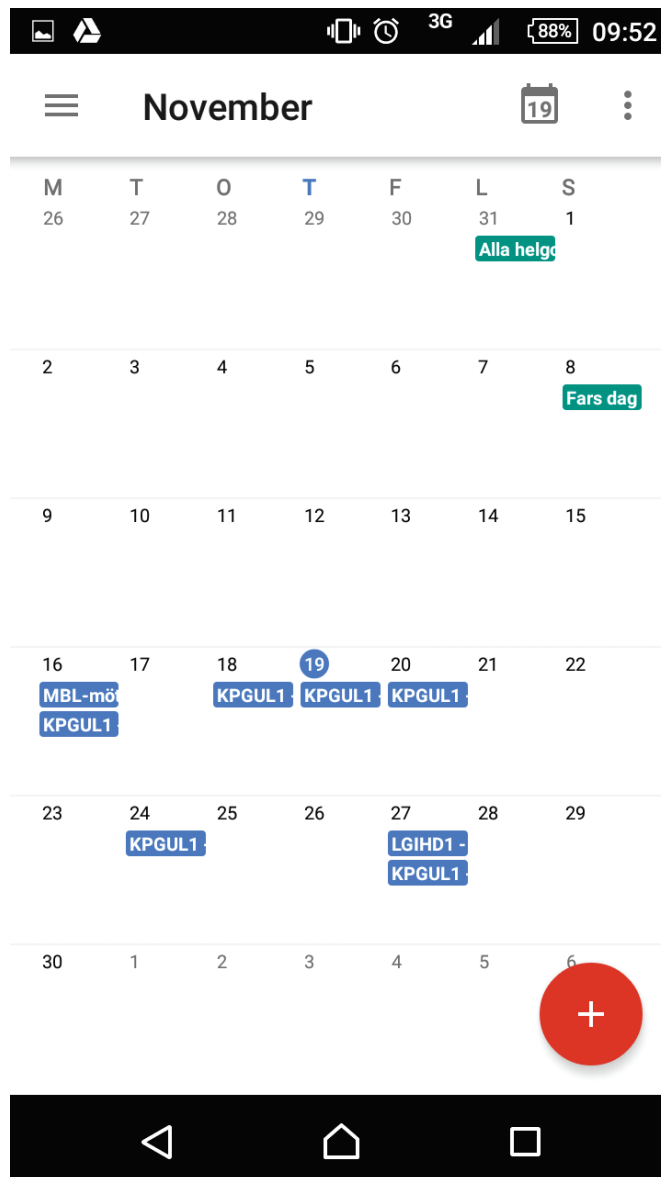 3G 88% 09:52
November 19
M T O T F L S
26 27 28 29 30 31 1
Alla helgo
2 3 4 5 6 7 8
Fars dag
9 10 11 12 13 14 15
16 17 18 19 20 21 22
MBL-möt KPGUL1 - KPGUL1 KPGUL1 -
KPGUL1 -
23 24 25 26 27 28 29
KPGUL1 - LGIHD1 -
KPGUL1 -
30 1 2 3 4 5 6
+